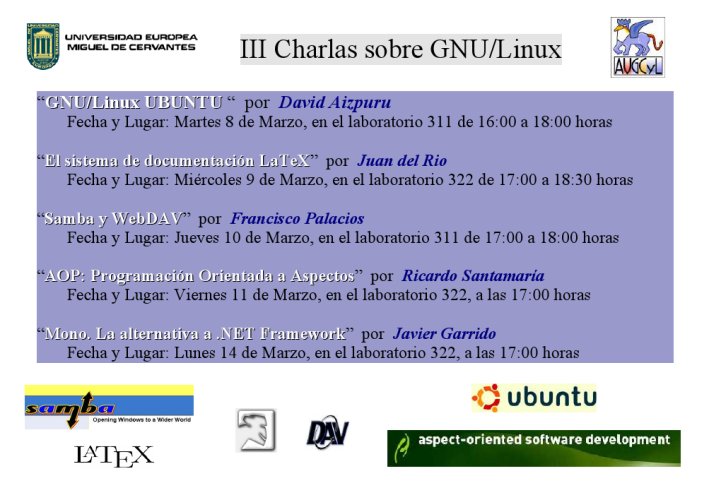 UNIVERSIDAD EUROPEA
MIGUEL DE CERVANTES
III Charlas sobre GNU/Linux
AUGCyL
“GNU/Linux UBUNTU “ por David Aizpuru
Fecha y Lugar: Martes 8 de Marzo, en el laboratorio 311 de 16:00 a 18:00 horas
“El sistema de documentación LaTeX” por Juan del Rio
Fecha y Lugar: Miércoles 9 de Marzo, en el laboratorio 322 de 17:00 a 18:30 horas
“Samba y WebDAV” por Francisco Palacios
Fecha y Lugar: Jueves 10 de Marzo, en el laboratorio 311 de 17:00 a 18:00 horas
“AOP: Programación Orientada a Aspectos” por Ricardo Santamaría
Fecha y Lugar: Viernes 11 de Marzo, en el laboratorio 322, a las 17:00 horas
“Mono. La alternativa a .NET Framework” por Javier Garrido
Fecha y Lugar: Lunes 14 de Marzo, en el laboratorio 322, a las 17:00 horas
samba
Opening Windows to a Wider World
ubuntu
LATEX
DAV
aspect-oriented software development